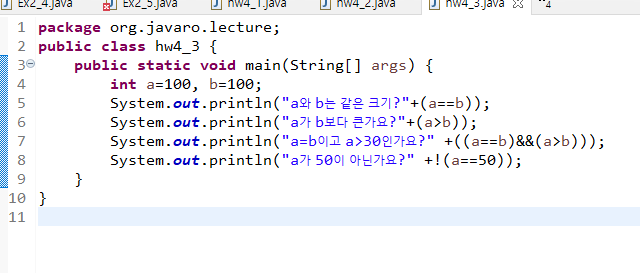 Ex2_4.java Ex2_5.java hw4_1.java hw4_2.java hw4_3.java 4
1 package org.javaro.lecture;
2 public class hw4_3 {
3 public static void main(String[] args) {
4 int a=100, b=100;
5 System.out.println("a와 b는 같은 크기?"+(a==b));
6 System.out.println("a가 b보다 큰가요?"+(a>b));
7 System.out.println("a=b이고 a>30인가요?" +((a==b)&&(a>b)));
8 System.out.println("a가 50이 아닌가요?" +!(a==50));
9 }
10 }
11